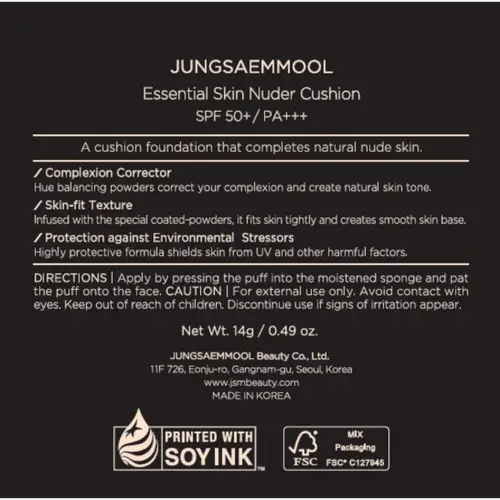 JUNGSAEMMOOL
Essential Skin Nuder Cushion
SPF 50+ / PA+++
A cushion foundation that completes natural nude skin.
/ Complexion Corrector
Hue balancing powders correct your complexion and create natural skin tone.
/ Skin-fit Texture
Infused with the special coated-powders, it fits skin tightly and creates smooth skin base.
/ Protection against Environmental Stressors
Highly protective formula shields skin from UV and other harmful factors.
DIRECTIONS | Apply by pressing the puff into the moistened sponge and pat
the puff onto the face. CAUTION | For external use only. Avoid contact with
eyes. Keep out of reach of children. Discontinue use if signs of irritation appear.
Net Wt. 14g / 0.49 oz.
JUNGSAEMMOOL Beauty Co., Ltd.
11F 726, Eonju-ro, Gangnam-gu, Seoul, Korea
www.jsmbeauty.com
MADE IN KOREA
PRINTED WITH
SOY INK™
FSC
MIX
Packaging
FSC® C127945